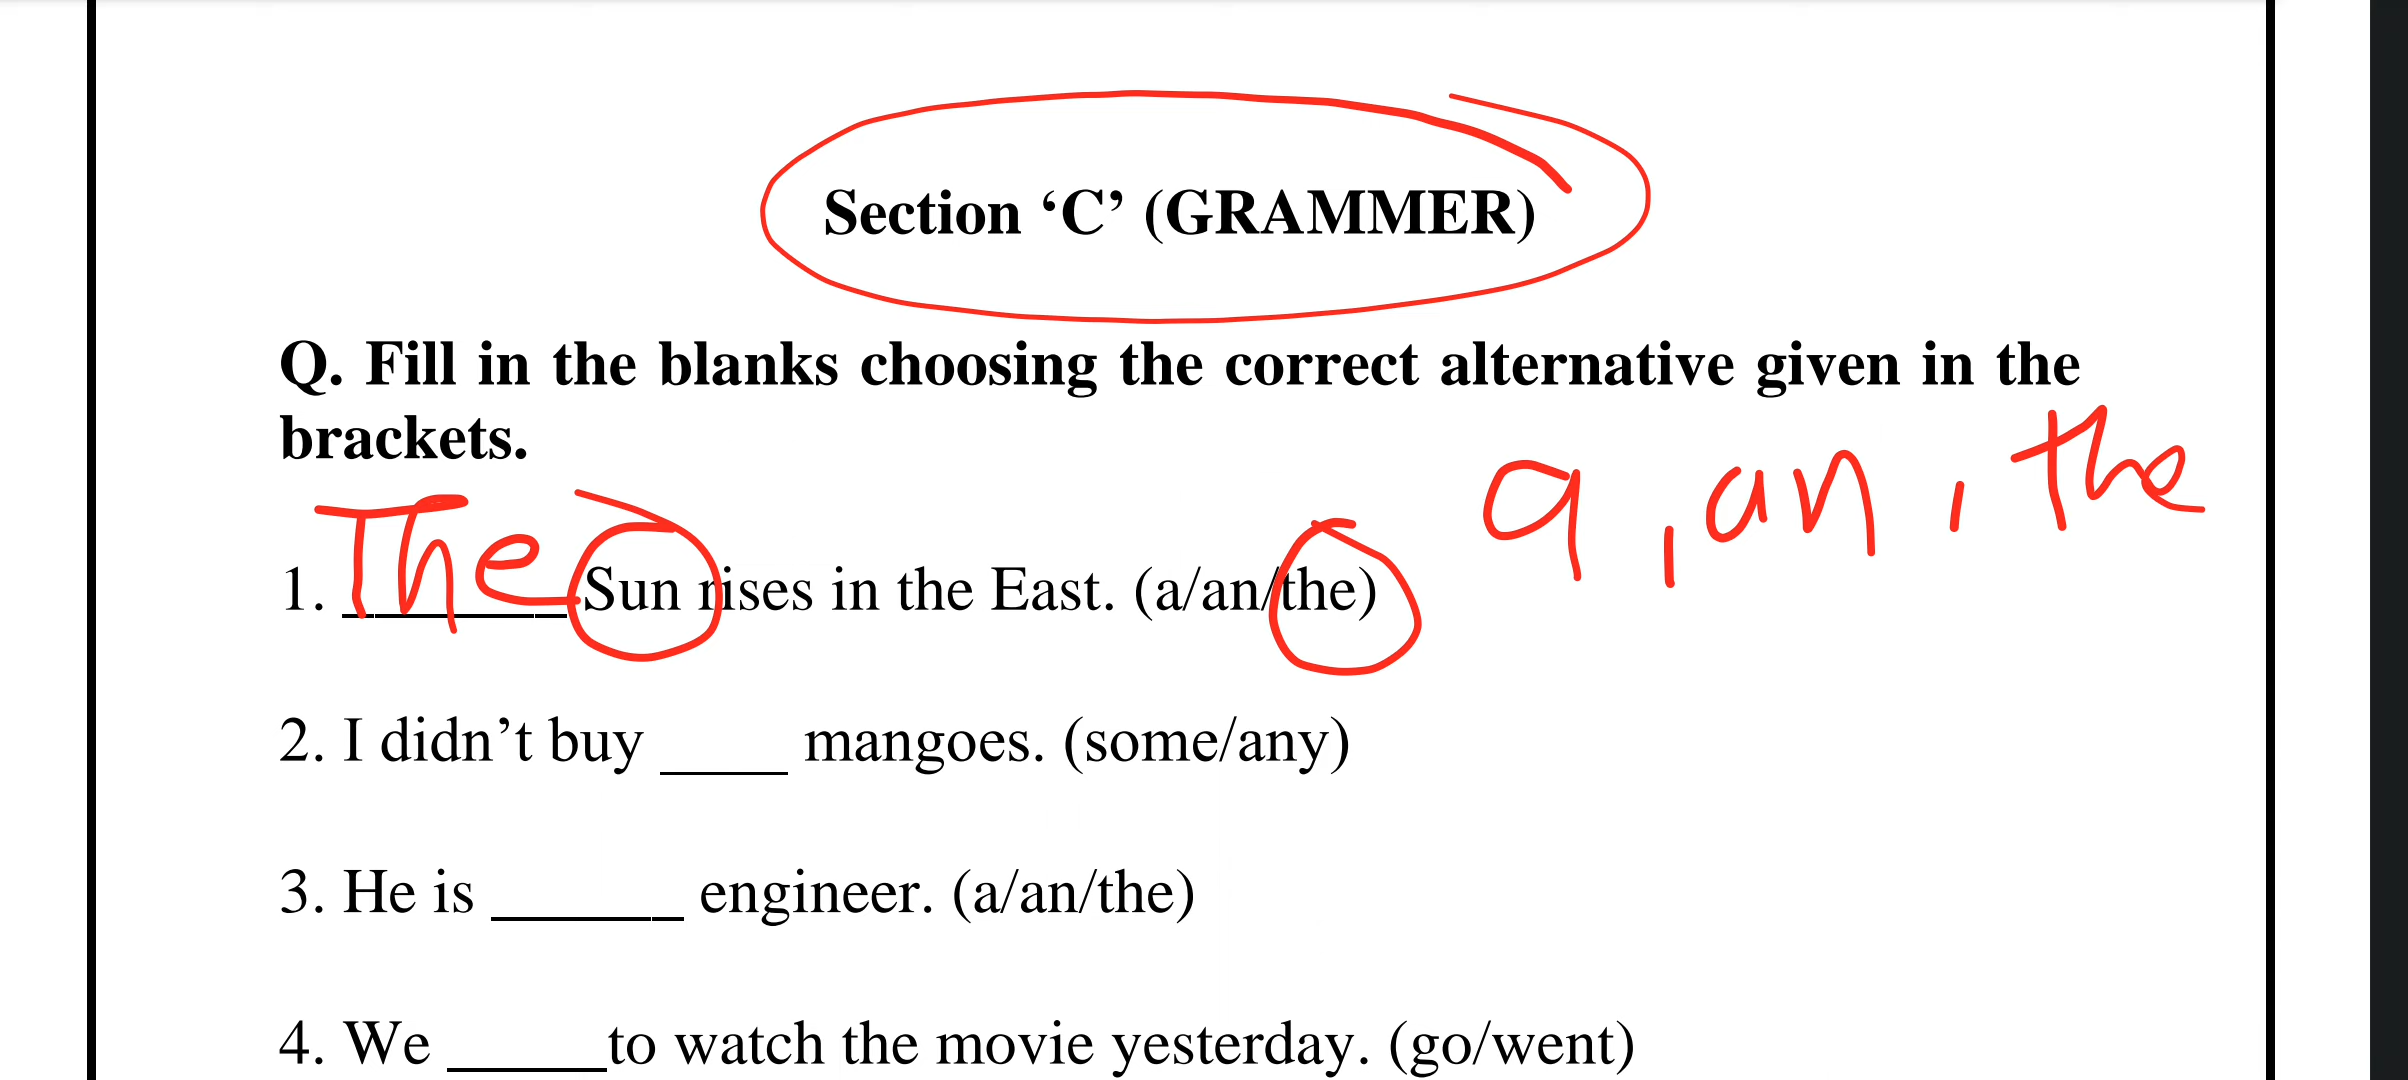 Section ‘C’ (GRAMMER)
Q. Fill in the blanks choosing the correct alternative given in the
brackets.
a, an, the
1. The Sun rises in the East. (a/an/the)
2. I didn’t buy ____ mangoes. (some/any)
3. He is ______ engineer. (a/an/the)
4. We _____to watch the movie yesterday. (go/went)